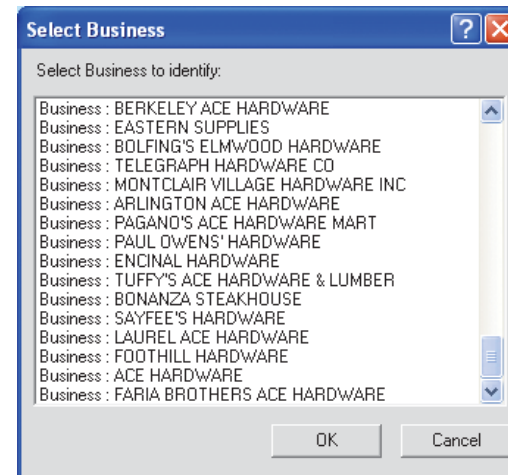 Select Business
Select Business to identify:
Business : BERKELEY ACE HARDWARE
Business : EASTERN SUPPLIES
Business : BOLFING'S ELMWOOD HARDWARE
Business : TELEGRAPH HARDWARE CO
Business : MONTCLAIR VILLAGE HARDWARE INC
Business : ARLINGTON ACE HARDWARE
Business : PAGANO'S ACE HARDWARE MART
Business : PAUL OWENS' HARDWARE
Business : ENCINAL HARDWARE
Business : TUFFY'S ACE HARDWARE & LUMBER
Business : BONANZA STEAKHOUSE
Business : SAYFEE'S HARDWARE
Business : LAUREL ACE HARDWARE
Business : FOOTHILL HARDWARE
Business : ACE HARDWARE
Business : FARIA BROTHERS ACE HARDWARE
OK Cancel